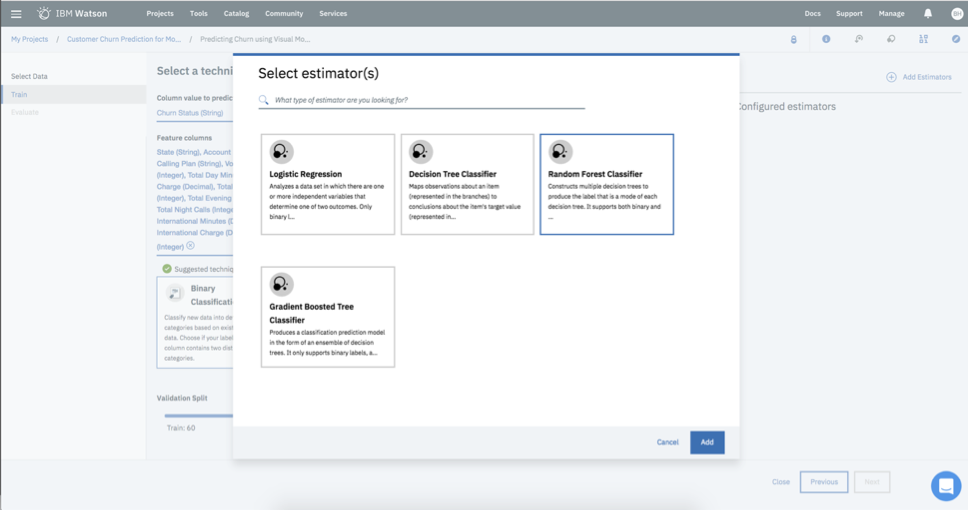 IBM Watson
Projects
Tools
Catalog
Community
Services
Docs
Support
Manage
BH
My Projects / Customer Churn Prediction for Mo... / Predicting Churn using Visual Mo...
Select Data
Train
Evaluate
Select a techni
Column value to predic
Churn Status (String)
Feature columns
State (String), Account
Calling Plan (String), Vo
(Integer), Total Day Minu
Charge (Decimal), Total
(Integer), Total Evening
Total Night Calls (Intege
International Minutes (D
International Charge (D
(Integer)
Suggested techniq
Binary
Classificati
Classify new data into de
categories based on exist
data. Choose if your label
column contains two dist
categories.
Validation Split
Train: 60
Select estimator(s)
What type of estimator are you looking for?
Logistic Regression
Analyzes a data set in which there are one
or more independent variables that
determine one of two outcomes. Only
binary l...
Decision Tree Classifier
Maps observations about an item
(represented in the branches) to
conclusions about the item's target value
(represented in...
Random Forest Classifier
Constructs multiple decision trees to
produce the label that is a mode of each
decision tree. It supports both binary and
...
Gradient Boosted Tree
Classifier
Produces a classification prediction model
in the form of an ensemble of decision
trees. It only supports binary labels, a...
Cancel
Add
Add Estimators
Configured estimators
Close
Previous
Next